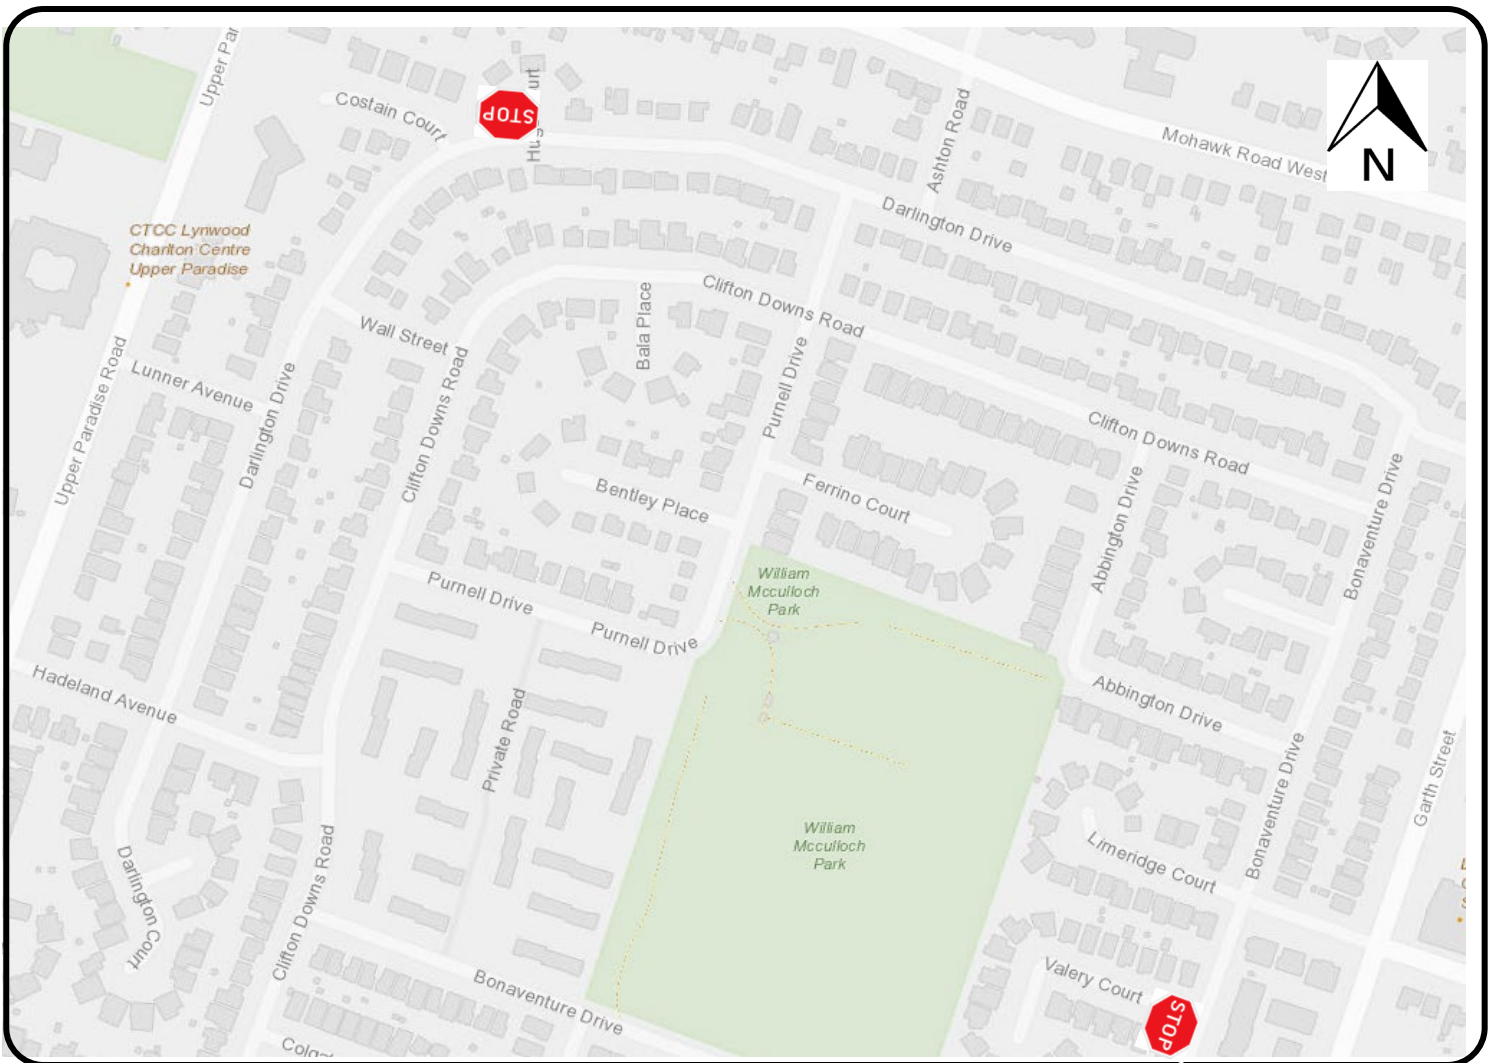 Upper Par
Costain Court
STOP
urt
Ashton Road
Mohawk Road West
N
CTCC Lynwood
Charlton Centre
Upper Paradise
Darlington Drive
Clifton Downs Road
Bala Place
Wall Street
Lunner Avenue
Upper Paradise Road
Darlington Drive
Clifton Downs Road
Purnell Drive
Clifton Downs Road
Bentley Place
Ferrino Court
Abbington Drive
Bonaventure Drive
William
Mcculloch
Park
Purnell Drive
Purnell Drive
Hadeland Avenue
Private Road
Abbington Drive
Bonaventure Drive
Garth Street
William
Mcculloch
Park
Limeridge Court
Darlington Court
Clifton Downs Road
Valery Court
STOP
Bonaventure Drive